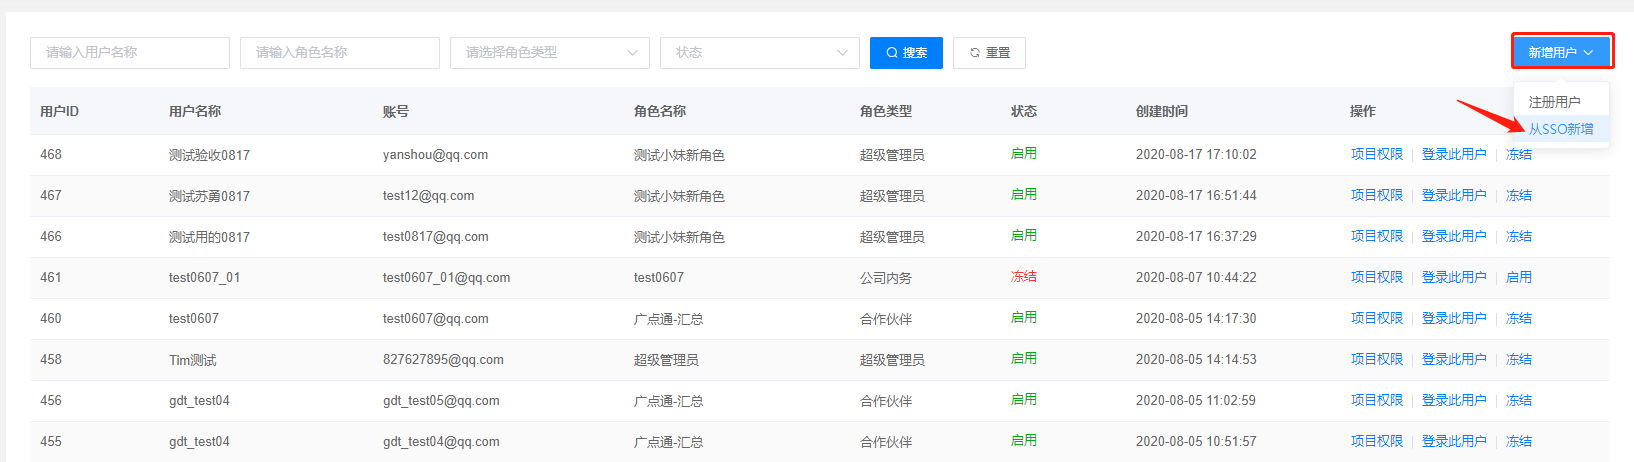 请输入用户名称 请输入角色名称 请选择角色类型 状态 搜索 重置 新增用户
注册用户
从SSO新增
用户ID 用户名称 账号 角色名称 角色类型 状态 创建时间 操作
468 测试验收0817 yanshou@qq.com 测试小妹新角色 超级管理员 启用 2020-08-17 17:10:02 项目权限 登录此用户 冻结
467 测试苏勇0817 test12@qq.com 测试小妹新角色 超级管理员 启用 2020-08-17 16:51:44 项目权限 登录此用户 冻结
466 测试用的0817 test0817@qq.com 测试小妹新角色 超级管理员 启用 2020-08-17 16:37:29 项目权限 登录此用户 冻结
461 test0607_01 test0607_01@qq.com test0607 公司内务 冻结 2020-08-07 10:44:22 项目权限 登录此用户 启用
460 test0607 test0607@qq.com 广点通-汇总 合作伙伴 启用 2020-08-05 14:17:30 项目权限 登录此用户 冻结
458 Tim测试 827627895@qq.com 超级管理员 超级管理员 启用 2020-08-05 14:14:53 项目权限 登录此用户 冻结
456 gdt_test04 gdt_test05@qq.com 广点通-汇总 合作伙伴 启用 2020-08-05 11:02:59 项目权限 登录此用户 冻结
455 gdt_test04 gdt_test04@qq.com 广点通-汇总 合作伙伴 启用 2020-08-05 10:51:57 项目权限 登录此用户 冻结